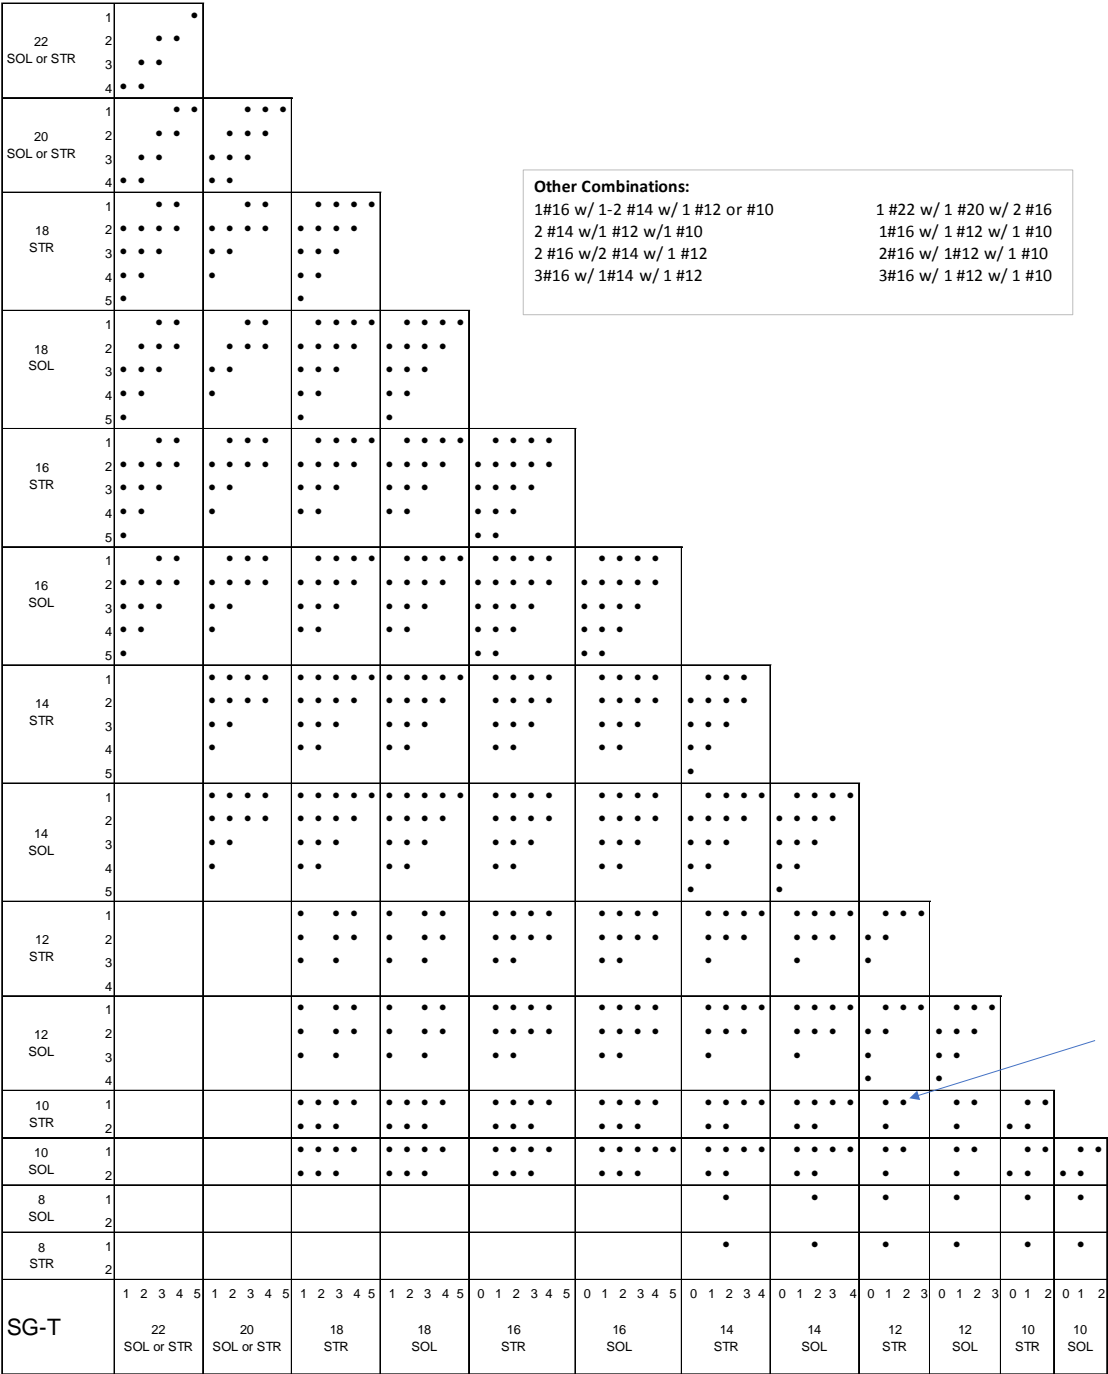 1
22
2
SOL or STR
3
4
1
20
2
SOL or STR
3
4
Other Combinations:
1#16 w/ 1-2 #14 w/ 1 #12 or #10 1 #22 w/ 1 #20 w/ 2 #16
2 #14 w/1 #12 w/1 #10 1#16 w/ 1 #12 w/ 1 #10
2 #16 w/2 #14 w/ 1 #12 2#16 w/ 1#12 w/ 1 #10
3#16 w/ 1#14 w/ 1 #12 3#16 w/ 1 #12 w/ 1 #10
1
18 2
STR
3
4
5
1
18 2
SOL
3
4
5
1
16 2
STR
3
4
5
1
16 2
SOL
3
4
5
1
14 2
STR
3
4
5
1
14 2
SOL
3
4
5
1
12 2
STR
3
4
1
12 2
SOL
3
4
10 1
STR
2
10 1
SOL
2
8 1
SOL
2
8 1
STR
2
1 2 3 4 5 1 2 3 4 5 1 2 3 4 5 1 2 3 4 5 0 1 2 3 4 5 0 1 2 3 4 5 0 1 2 3 4 0 1 2 3 4 0 1 2 3 0 1 2 3 0 1 2 0 1 2
SG-T 22 20 18 18 16 16 14 14 12 12 10 10
SOL or STR SOL or STR STR SOL STR SOL STR SOL STR SOL STR SOL